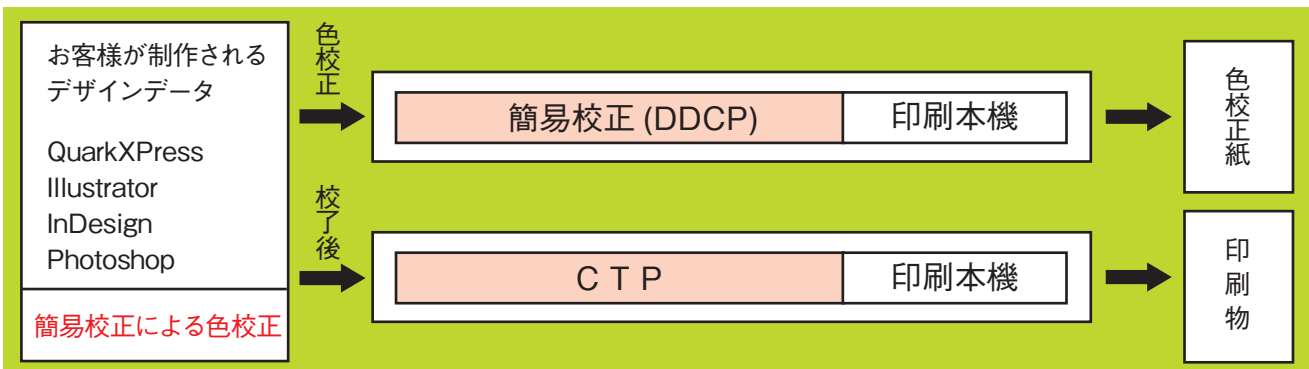 お客様が制作される
デザインデータ
QuarkXPress
Illustrator
InDesign
Photoshop
簡易校正による色校正
色校正
簡易校正 (DDCP)
印刷本機
色校正紙
校了後
C T P
印刷本機
印刷物